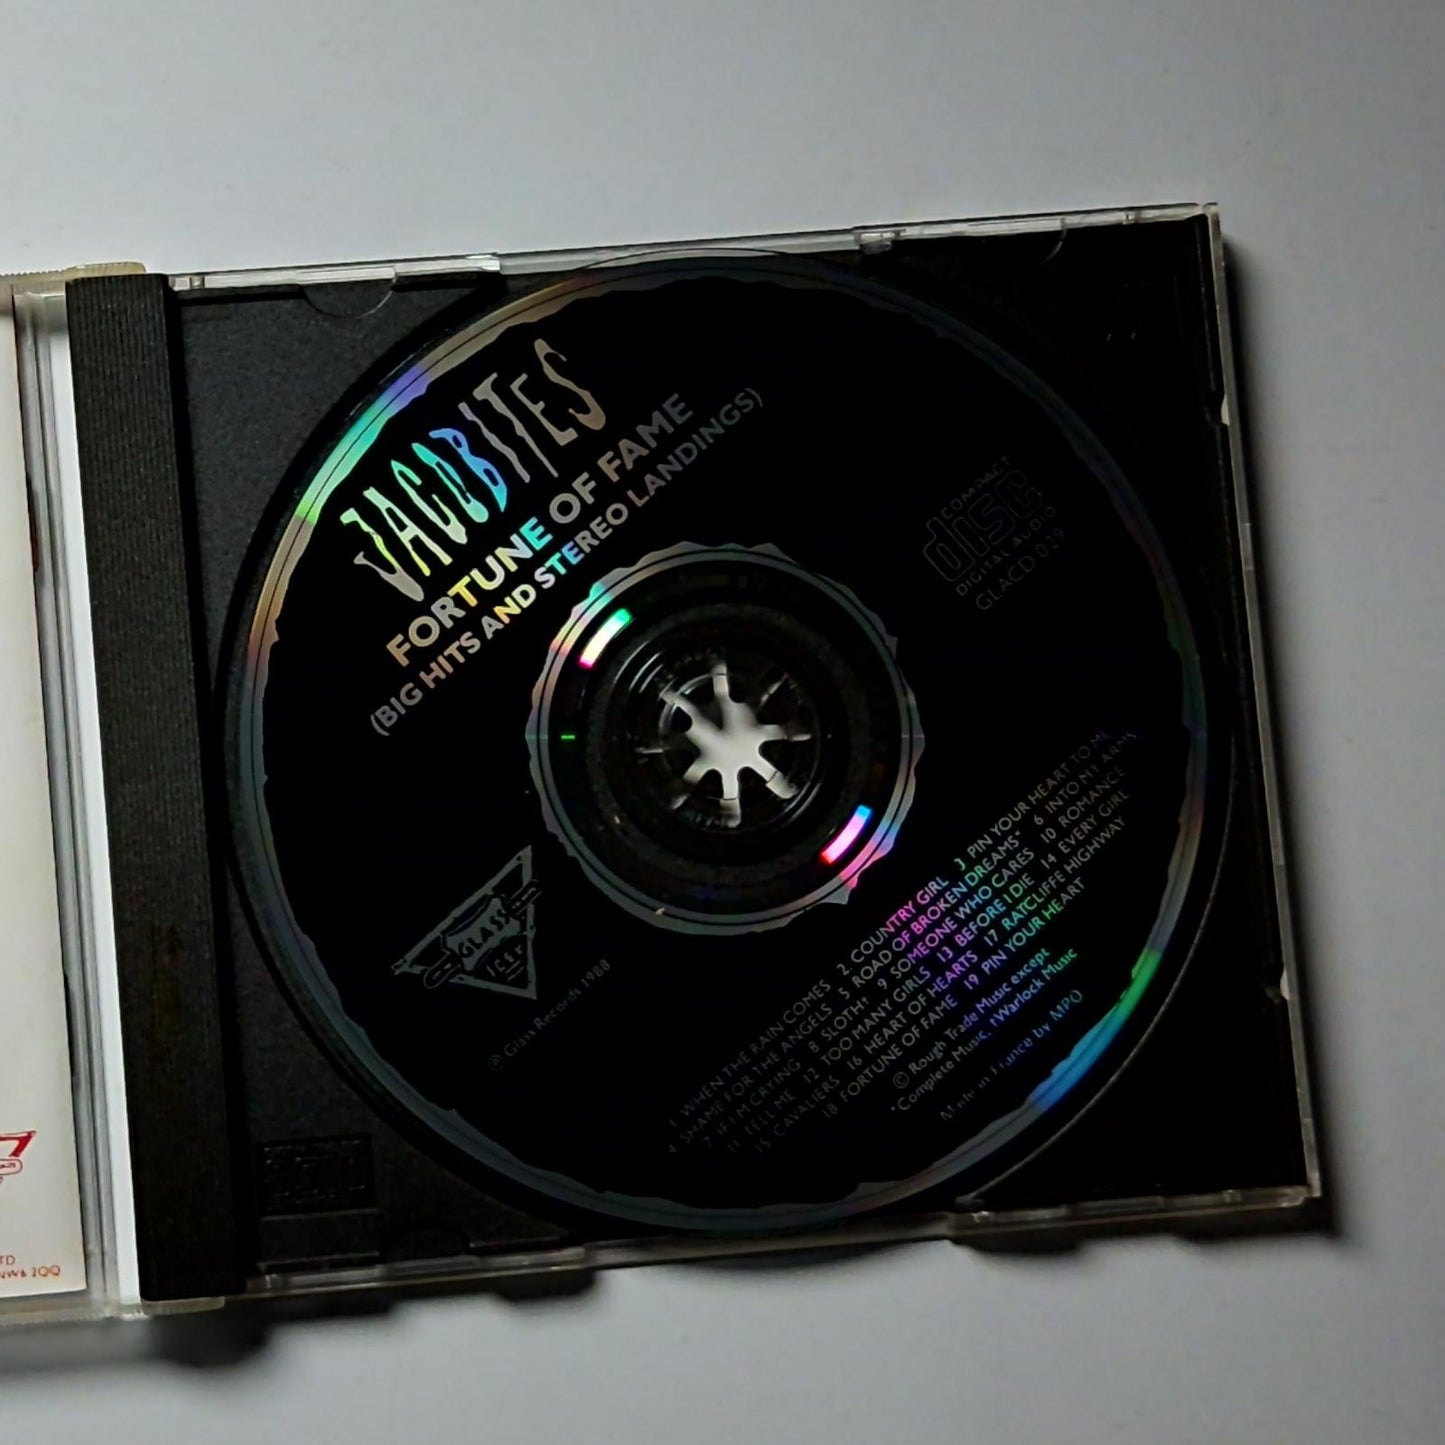 JACOBITES
FORTUNE OF FAME
(BIG HITS AND STEREO LANDINGS)
COMPACT
disc
DIGITAL AUDIO
GLACD 029
GLASS
℗ Glass Records 1988
1 WHEN THE RAIN COMES 2. COUNTRY GIRL 3 PIN YOUR HEART TO ME
4 SHAME FOR THE ANGELS 5 ROAD OF BROKEN DREAMS* 6 INTO MY ARMS
7 IF I'M CRYING 8 SLOTH† 9 SOMEONE WHO CARES 10 ROMANCE
11 TELL ME 12 TOO MANY GIRLS 13 BEFORE I DIE 14 EVERY GIRL
15 CAVALIERS 16 HEART OF HEARTS 17 RATCLIFFE HIGHWAY
18 FORTUNE OF FAME 19 PIN YOUR HEART
© Rough Trade Music except
*Complete Music. †Warlock Music
Made in France by MPO
TD
NW6 2QQ